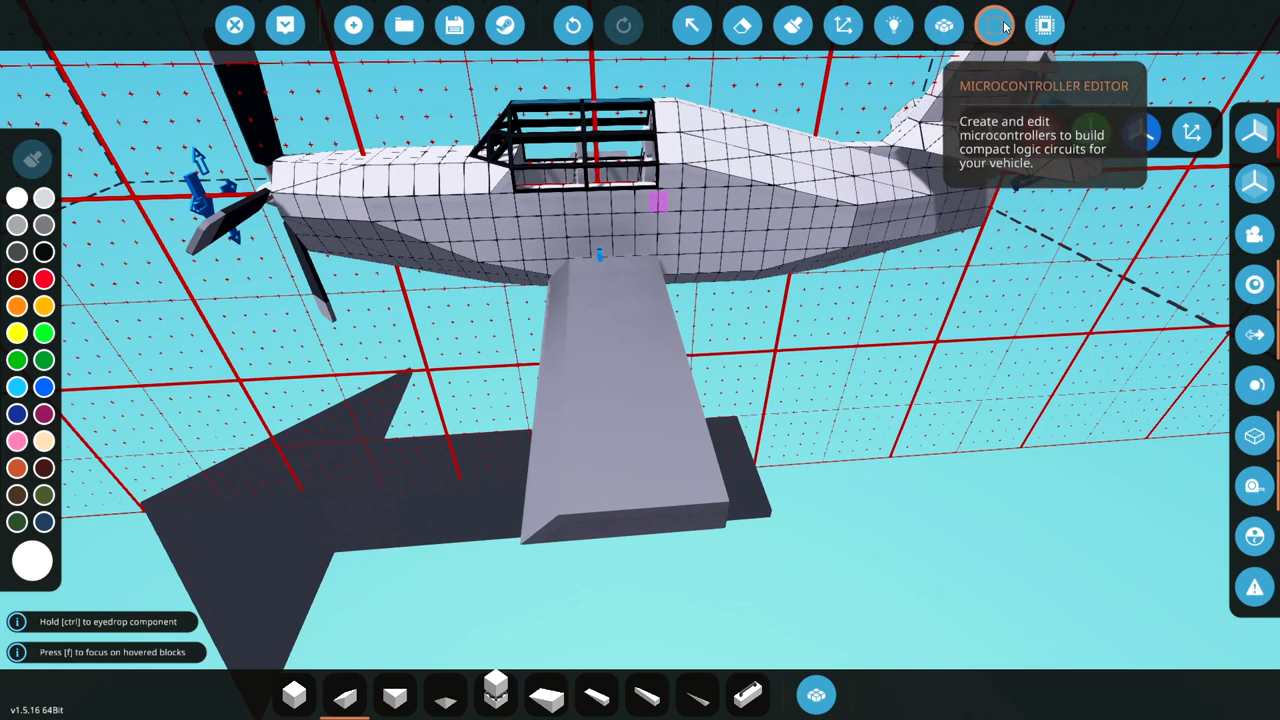 MICROCONTROLLER EDITOR
Create and edit
microcontrollers to build
compact logic circuits for
your vehicle.
Hold [ctrl] to eyedrop component
Press [f] to focus on hovered blocks
v1.5.16 64Bit